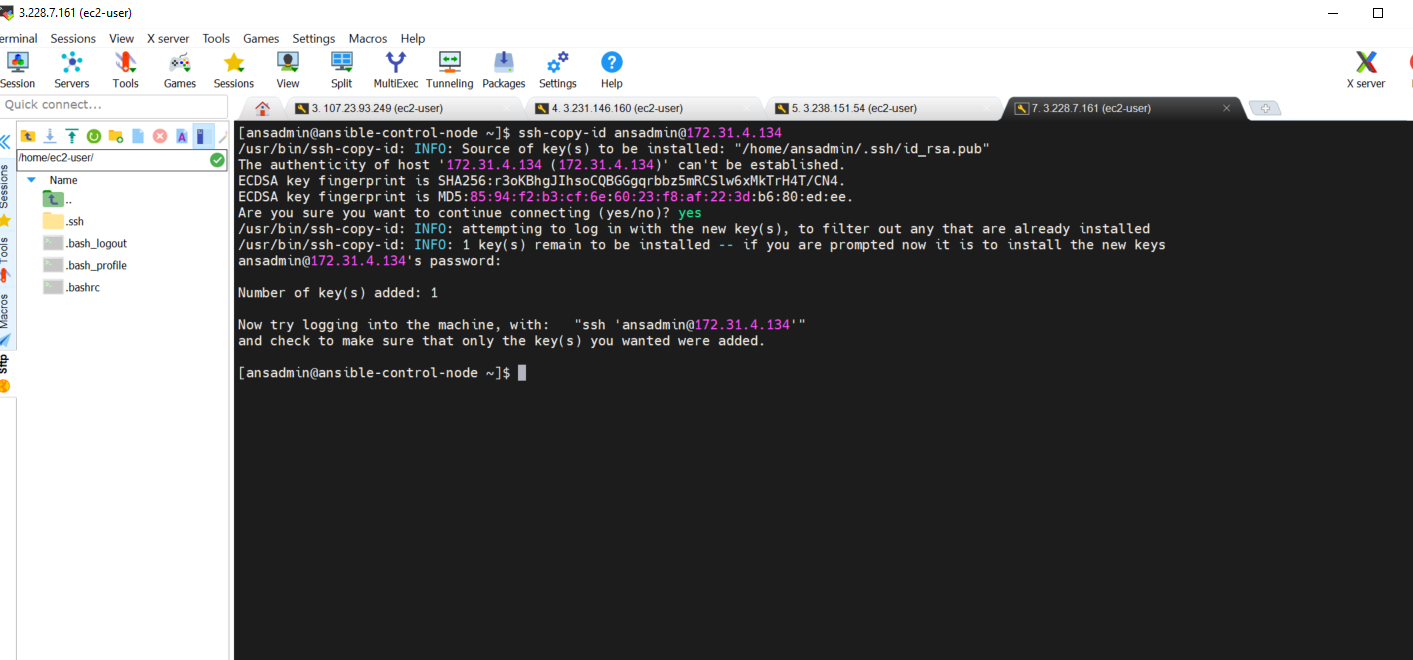 3.228.7.161 (ec2-user)
erminal Sessions View X server Tools Games Settings Macros Help
Session Servers Tools Games Sessions View Split MultiExec Tunneling Packages Settings Help X server
Quick connect...
3. 107.23.93.249 (ec2-user) 4. 3.231.146.160 (ec2-user) 5. 3.238.151.54 (ec2-user) 7. 3.228.7.161 (ec2-user)
/home/ec2-user/
Name
..
.ssh
.bash_logout
.bash_profile
.bashrc
Sessions
Tools
Macros
Sftp
[ansadmin@ansible-control-node ~]$ ssh-copy-id ansadmin@172.31.4.134
/usr/bin/ssh-copy-id: INFO: Source of key(s) to be installed: "/home/ansadmin/.ssh/id_rsa.pub"
The authenticity of host '172.31.4.134 (172.31.4.134)' can't be established.
ECDSA key fingerprint is SHA256:r3oKBhgJIhsoCQBGGgqrbbz5mRCSlw6xMkTrH4T/CN4.
ECDSA key fingerprint is MD5:85:94:f2:b3:cf:6e:60:23:f8:af:22:3d:b6:80:ed:ee.
Are you sure you want to continue connecting (yes/no)? yes
/usr/bin/ssh-copy-id: INFO: attempting to log in with the new key(s), to filter out any that are already installed
/usr/bin/ssh-copy-id: INFO: 1 key(s) remain to be installed -- if you are prompted now it is to install the new keys
ansadmin@172.31.4.134's password:
Number of key(s) added: 1
Now try logging into the machine, with:   "ssh 'ansadmin@172.31.4.134'"
and check to make sure that only the key(s) you wanted were added.
[ansadmin@ansible-control-node ~]$